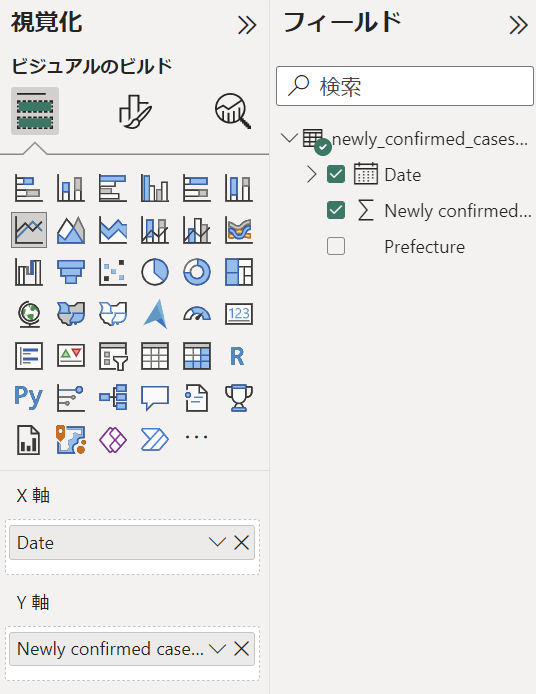 視覚化
ビジュアルのビルド
123
R
Py
X 軸
Date
Y 軸
Newly confirmed case...
フィールド
検索
newly_confirmed_cases...
Date
Newly confirmed...
Prefecture